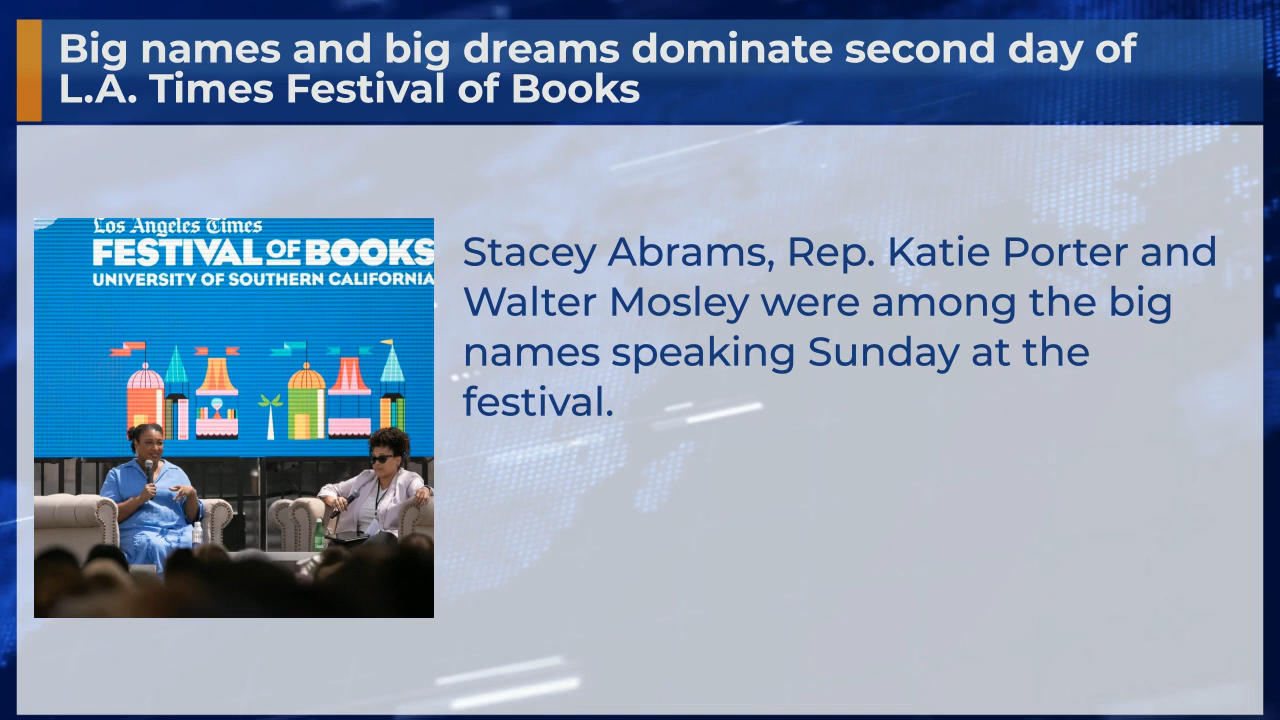 Big names and big dreams dominate second day of
L.A. Times Festival of Books
Los Angeles Times
FESTIVAL OF BOOKS
UNIVERSITY OF SOUTHERN CALIFORNIA
Stacey Abrams, Rep. Katie Porter and
Walter Mosley were among the big
names speaking Sunday at the
festival.